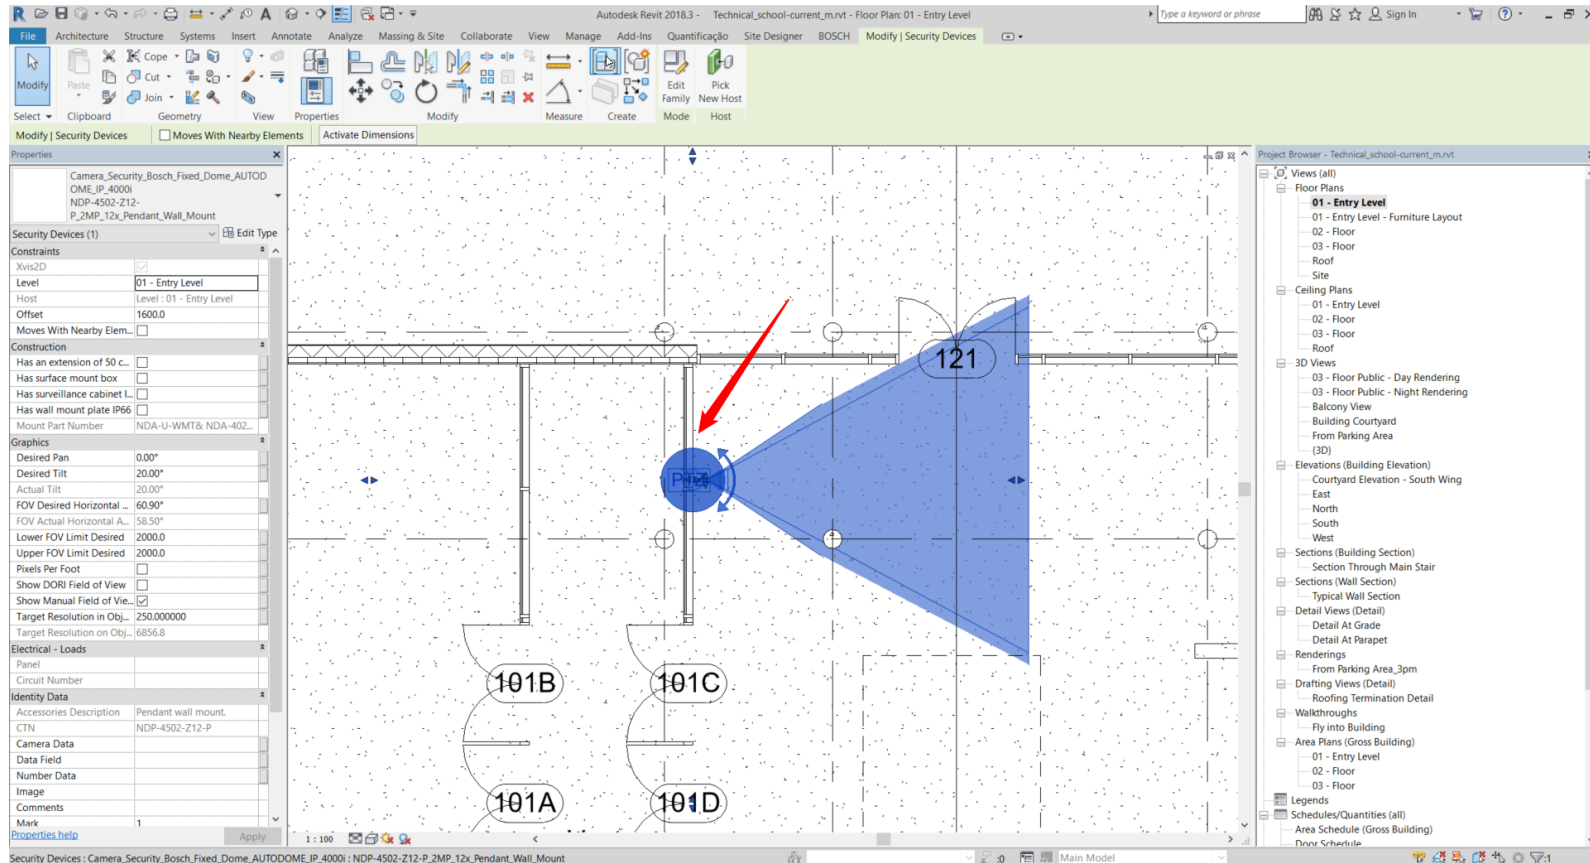 Autodesk Revit 2018.3 - Technical_school-current_m.rvt - Floor Plan: 01 - Entry Level
Type a keyword or phrase
Sign In
File Architecture Structure Systems Insert Annotate Analyze Massing & Site Collaborate View Manage Add-Ins Quantificação Site Designer BOSCH Modify | Security Devices
Modify
Paste
Cope
Cut
Join
Edit Family
Pick New Host
Select Clipboard Geometry View Properties Modify Measure Create Mode Host
Modify | Security Devices Moves With Nearby Elements Activate Dimensions
Properties
Camera_Security_Bosch_Fixed_Dome_AUTOD
OME_IP_4000i
NDP-4502-Z12-
P_2MP_12x_Pendant_Wall_Mount
Security Devices (1) Edit Type
Constraints
Xvis2D
Level 01 - Entry Level
Host Level : 01 - Entry Level
Offset 1600.0
Moves With Nearby Elem...
Construction
Has an extension of 50 c...
Has surface mount box
Has surveillance cabinet I...
Has wall mount plate IP66
Mount Part Number NDA-U-WMT& NDA-402...
Graphics
Desired Pan 0.00°
Desired Tilt 20.00°
Actual Tilt 20.00°
FOV Desired Horizontal ... 60.90°
FOV Actual Horizontal A... 58.50°
Lower FOV Limit Desired 2000.0
Upper FOV Limit Desired 2000.0
Pixels Per Foot
Show DORI Field of View
Show Manual Field of Vie...
Target Resolution in Obj... 250.000000
Target Resolution on Obj... 6856.8
Electrical - Loads
Panel
Circuit Number
Identity Data
Accessories Description Pendant wall mount.
CTN NDP-4502-Z12-P
Camera Data
Data Field
Number Data
Image
Comments
Mark 1
Properties help Apply
121
101B
101C
101A
101D
1 : 100
Project Browser - Technical_school-current_m.rvt
Views (all)
Floor Plans
01 - Entry Level
01 - Entry Level - Furniture Layout
02 - Floor
03 - Floor
Roof
Site
Ceiling Plans
01 - Entry Level
02 - Floor
03 - Floor
Roof
3D Views
03 - Floor Public - Day Rendering
03 - Floor Public - Night Rendering
Balcony View
Building Courtyard
From Parking Area
{3D}
Elevations (Building Elevation)
Courtyard Elevation - South Wing
East
North
South
West
Sections (Building Section)
Section Through Main Stair
Sections (Wall Section)
Typical Wall Section
Detail Views (Detail)
Detail At Grade
Detail At Parapet
Renderings
From Parking Area_3pm
Drafting Views (Detail)
Roofing Termination Detail
Walkthroughs
Fly into Building
Area Plans (Gross Building)
01 - Entry Level
02 - Floor
03 - Floor
Legends
Schedules/Quantities (all)
Area Schedule (Gross Building)
Door Schedule
Security Devices : Camera_Security_Bosch_Fixed_Dome_AUTODOME_IP_4000i : NDP-4502-Z12-P_2MP_12x_Pendant_Wall_Mount
:0
Main Model
:1